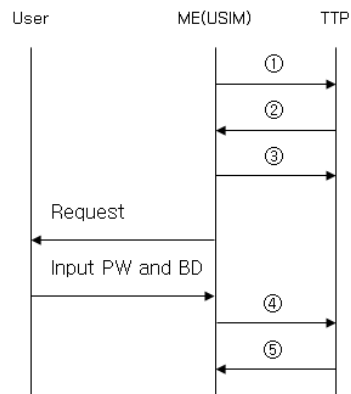 User ME(USIM) TTP
①
②
③
Request
Input PW and BD
④
⑤